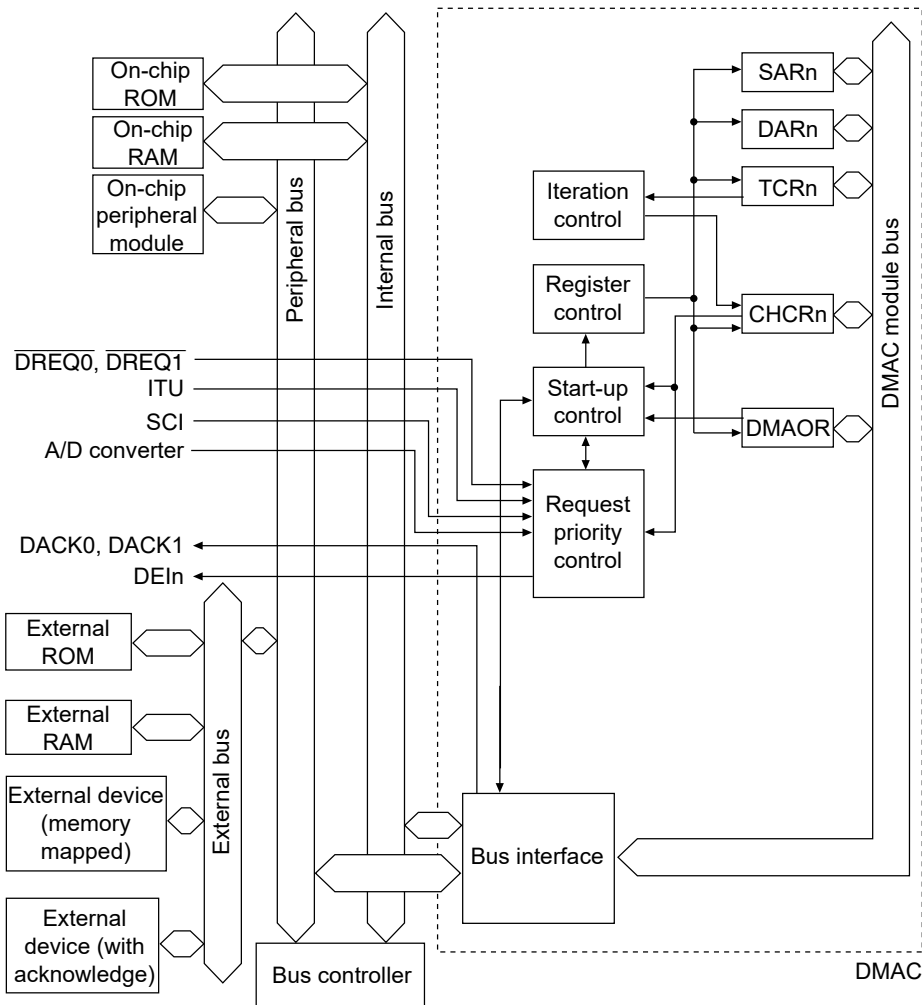 On-chip
ROM
On-chip
RAM
On-chip
peripheral
module
Peripheral bus
Internal bus
SARn
DARn
TCRn
Iteration
control
Register
control
CHCRn
DMAC module bus
DREQ0, DREQ1
ITU
SCI
A/D converter
Start-up
control
DMAOR
Request
priority
control
DACK0, DACK1
DEIn
External
ROM
External
RAM
External device
(memory
mapped)
External
device (with
acknowledge)
External bus
Bus interface
Bus controller
DMAC